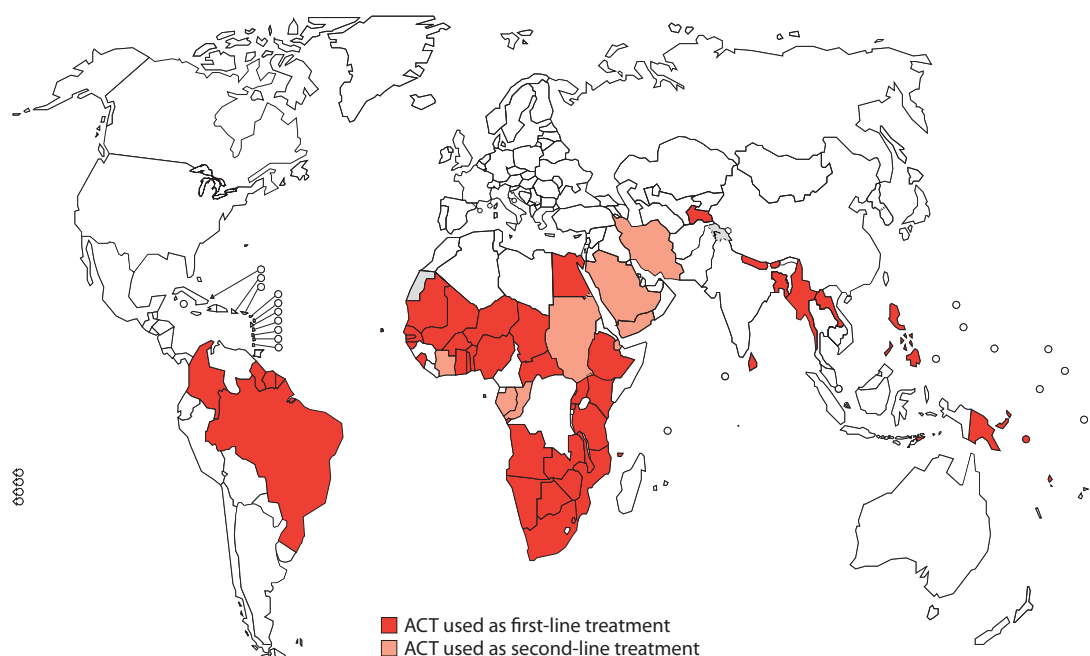 ACT used as first-line treatment
ACT used as second-line treatment